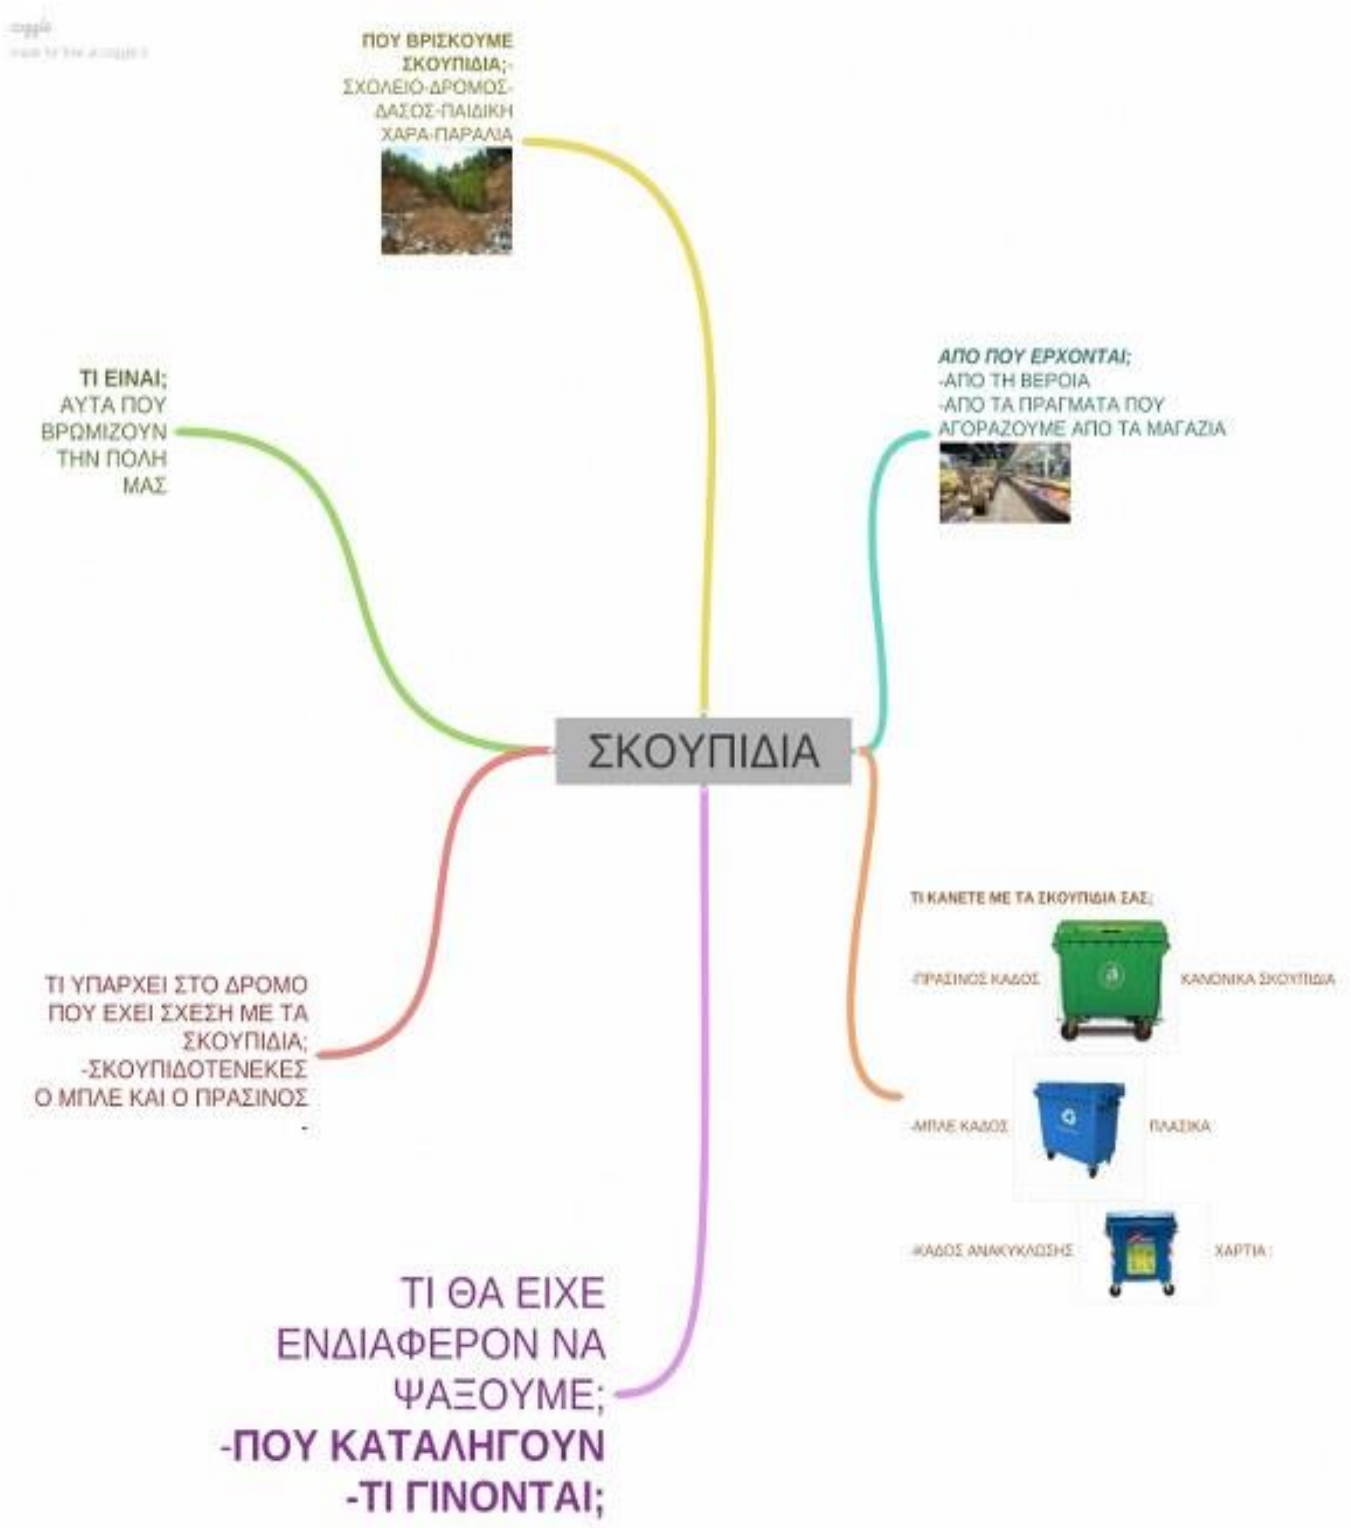 coggle
ΠΟΥ ΒΡΙΣΚΟΥΜΕ
ΣΚΟΥΠΙΔΙΑ;-
ΣΧΟΛΕΙΟ-ΔΡΟΜΟΣ-
ΔΑΣΟΣ-ΠΑΙΔΙΚΗ
ΧΑΡΑ-ΠΑΡΑΛΙΑ
ΤΙ ΕΙΝΑΙ;
ΑΥΤΑ ΠΟΥ
ΒΡΩΜΙΖΟΥΝ
ΤΗΝ ΠΟΛΗ
ΜΑΣ
ΑΠΟ ΠΟΥ ΕΡΧΟΝΤΑΙ;
-ΑΠΟ ΤΗ ΒΕΡΟΙΑ
-ΑΠΟ ΤΑ ΠΡΑΓΜΑΤΑ ΠΟΥ
ΑΓΟΡΑΖΟΥΜΕ ΑΠΟ ΤΑ ΜΑΓΑΖΙΑ
ΣΚΟΥΠΙΔΙΑ
ΤΙ ΚΑΝΕΤΕ ΜΕ ΤΑ ΣΚΟΥΠΙΔΙΑ ΣΑΣ;
-ΠΡΑΣΙΝΟΣ ΚΑΔΟΣ ΚΑΝΟΝΙΚΑ ΣΚΟΥΠΙΔΙΑ
-ΜΠΛΕ ΚΑΔΟΣ ΠΛΑΣΙΚΑ
-ΚΑΔΟΣ ΑΝΑΚΥΚΛΩΣΗΣ ΧΑΡΤΙΑ ;
ΤΙ ΥΠΑΡΧΕΙ ΣΤΟ ΔΡΟΜΟ
ΠΟΥ ΕΧΕΙ ΣΧΕΣΗ ΜΕ ΤΑ
ΣΚΟΥΠΙΔΙΑ;
-ΣΚΟΥΠΙΔΟΤΕΝΕΚΕΣ
Ο ΜΠΛΕ ΚΑΙ Ο ΠΡΑΣΙΝΟΣ
-
ΤΙ ΘΑ ΕΙΧΕ
ΕΝΔΙΑΦΕΡΟΝ ΝΑ
ΨΑΞΟΥΜΕ;
-ΠΟΥ ΚΑΤΑΛΗΓΟΥΝ
-ΤΙ ΓΙΝΟΝΤΑΙ;